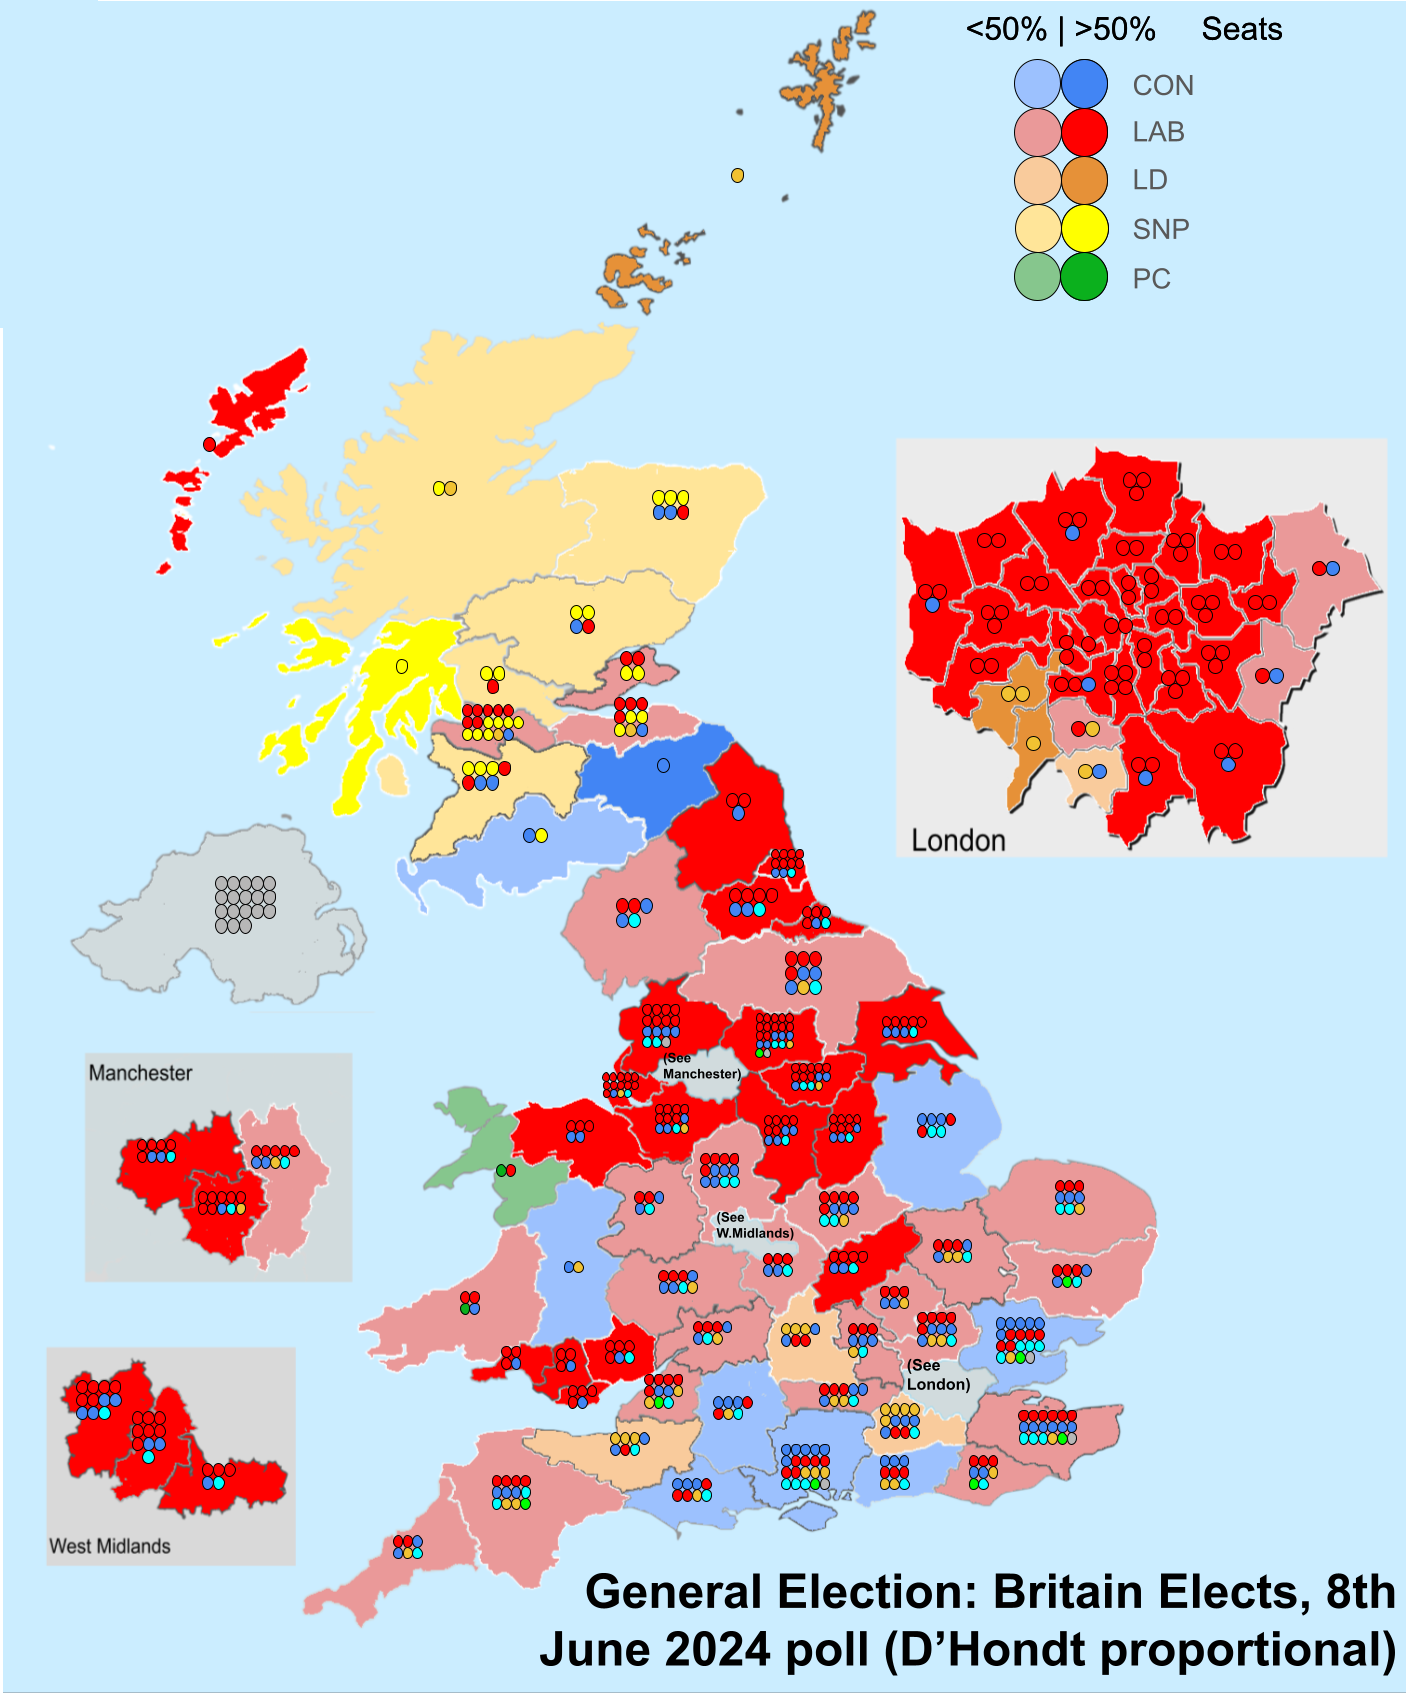 <50% | >50% Seats
CON
LAB
LD
SNP
PC
London
(See
Manchester)
Manchester
(See
W.Midlands)
(See
London)
West Midlands
General Election: Britain Elects, 8th
June 2024 poll (D’Hondt proportional)